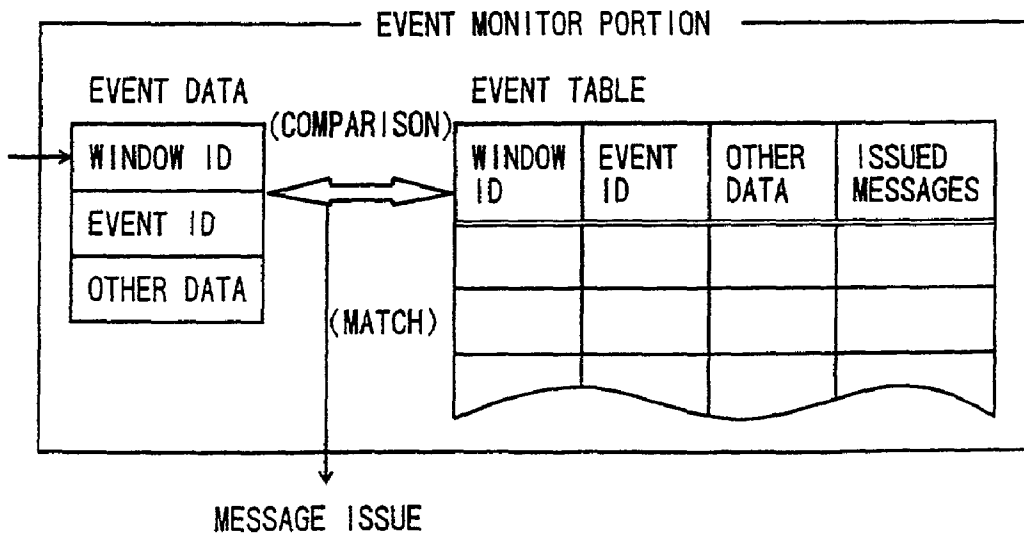 EVENT MONITOR PORTION
EVENT DATA
(COMPARISON)
EVENT TABLE
WINDOW ID
EVENT ID
OTHER DATA
WINDOW ID
EVENT ID
OTHER DATA
ISSUED MESSAGES
(MATCH)
MESSAGE ISSUE